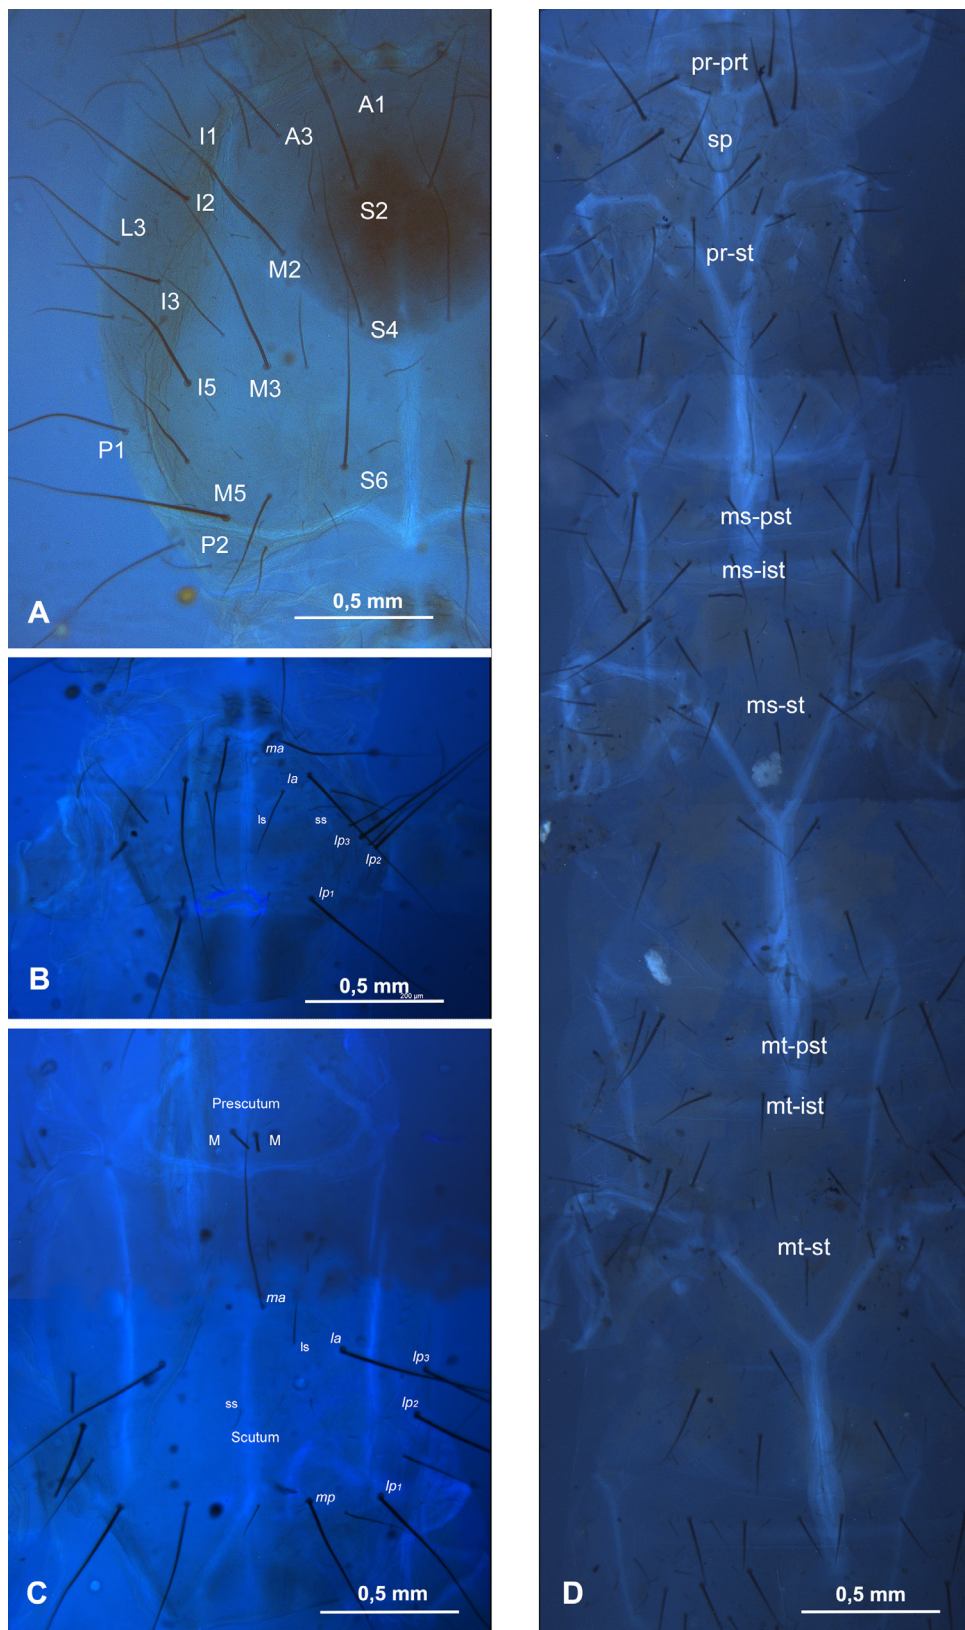 A1
I1
A3
I2
S2
L3
M2
I3
S4
I5
M3
P1
S6
M5
P2
0,5 mm
A
ma
la
ls
ss
lp3
lp2
lp1
0,5 mm
200 µm
B
Prescutum
M M
ma
ls
la
lp3
ss
lp2
Scutum
mp
lp1
0,5 mm
C
pr-prt
sp
pr-st
ms-pst
ms-ist
ms-st
mt-pst
mt-ist
mt-st
0,5 mm
D